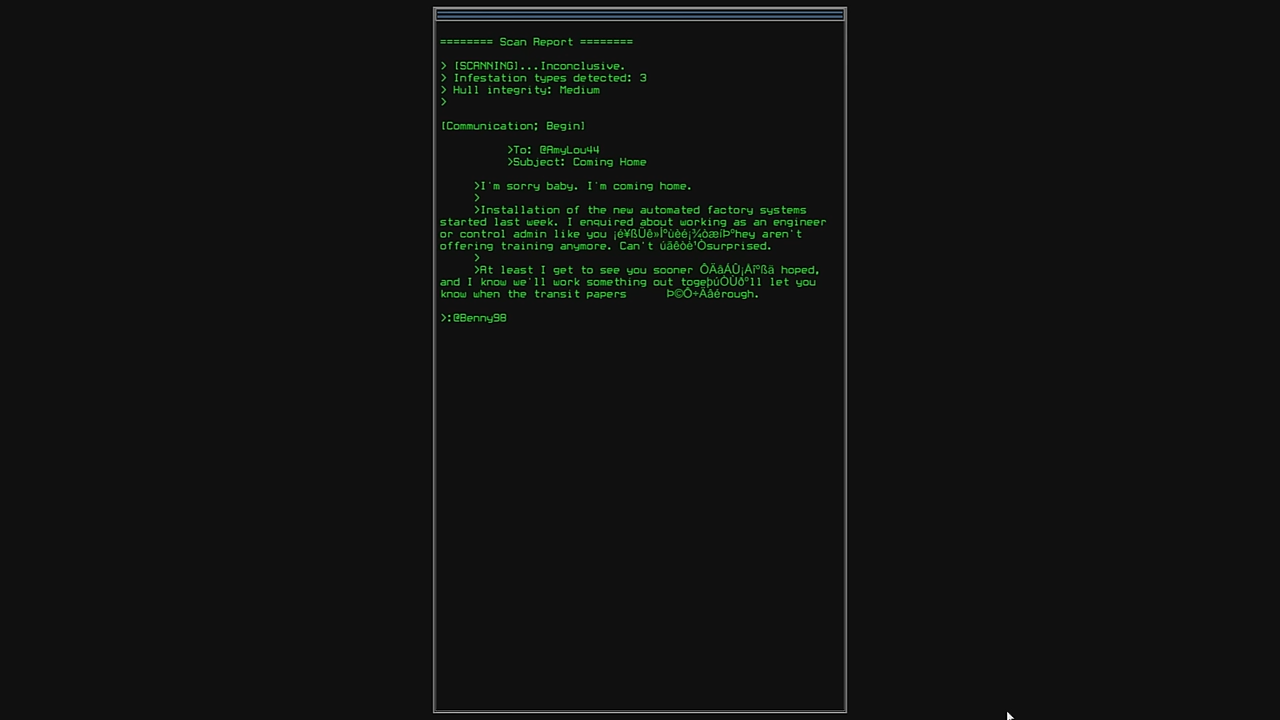 ======== Scan Report ========
> [SCANNING]...Inconclusive.
> Infestation types detected: 3
> Hull integrity: Medium
>
[Communication; Begin]
>To: @AmyLou44
>Subject: Coming Home
>I'm sorry baby. I'm coming home.
>
>Installation of the new automated factory systems
started last week. I enquired about working as an engineer
or control admin like you hey aren't
offering training anymore. Can't surprised.
>
>At least I get to see you sooner hoped,
and I know we'll work something out toge ll let you
know when the transit papers rough.
>:@Benny98